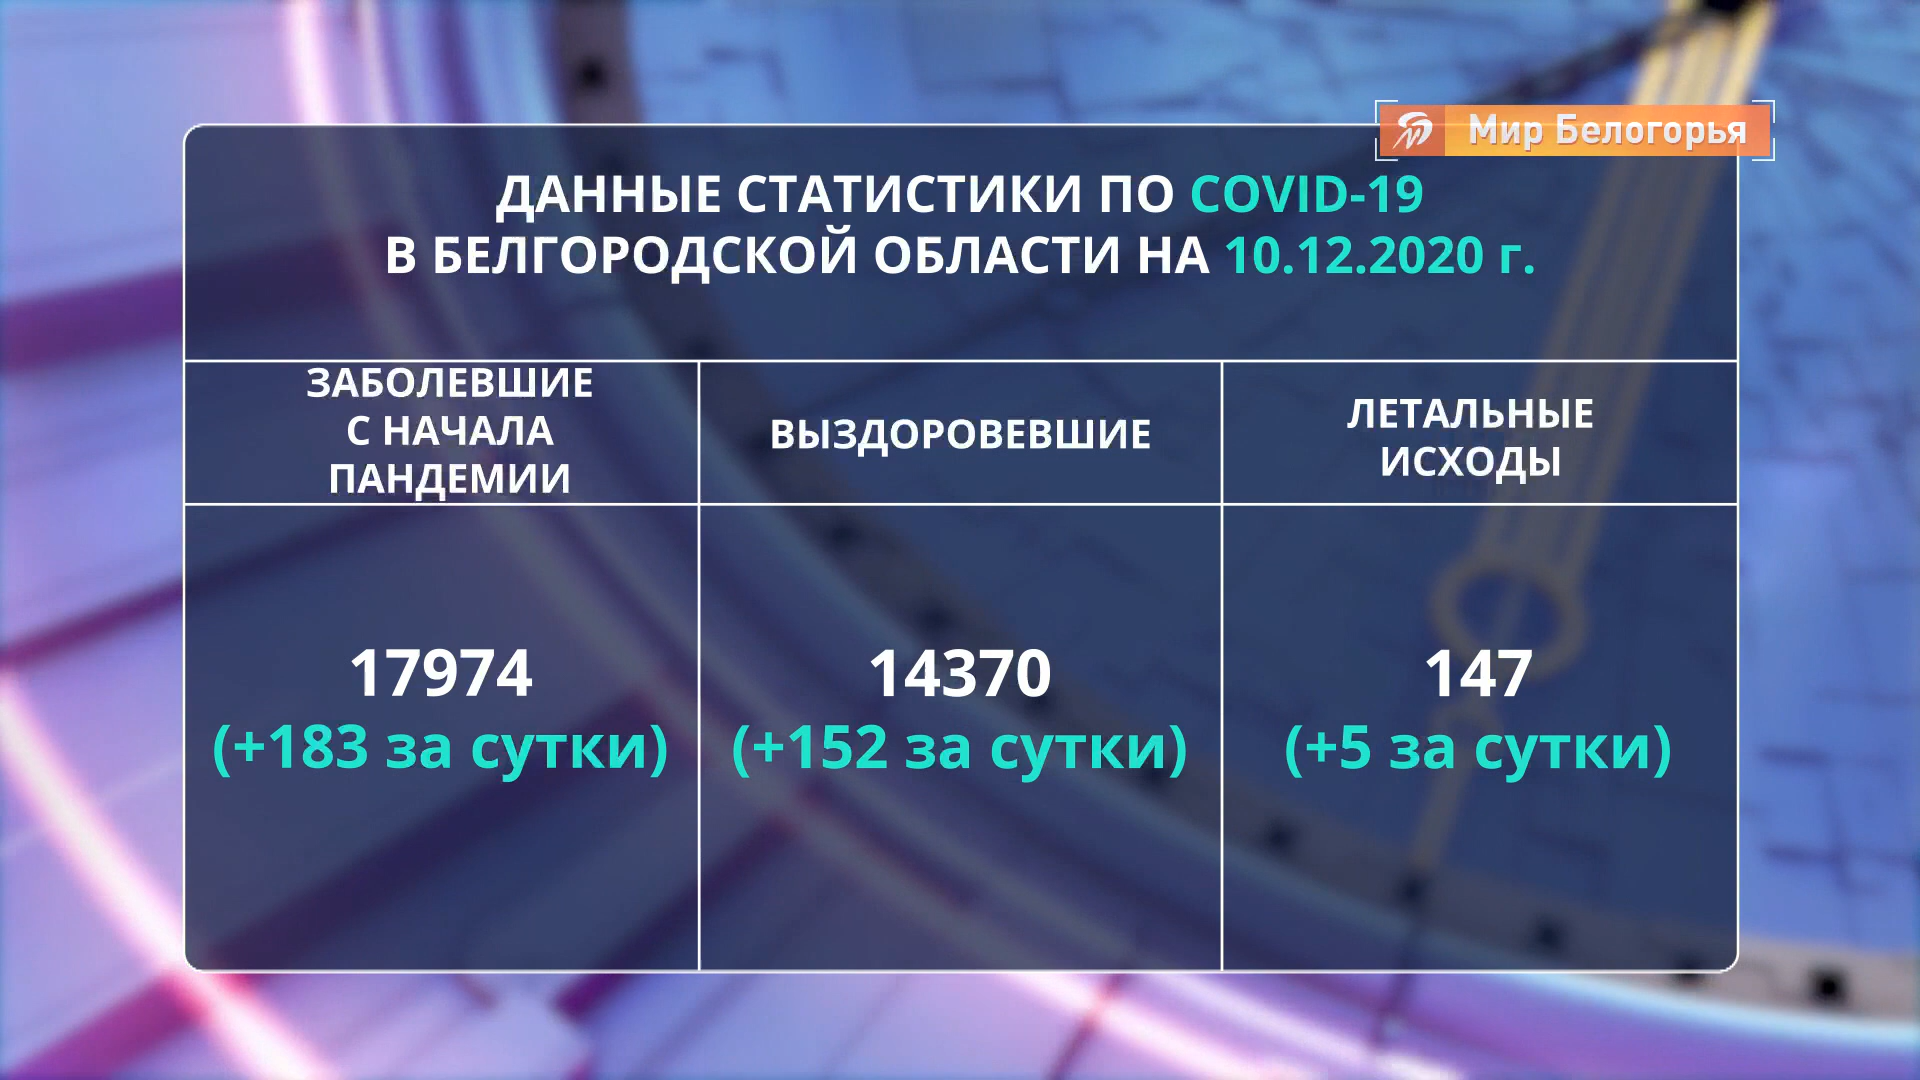 Мир Белогорья
ДАННЫЕ СТАТИСТИКИ ПО COVID-19
В БЕЛГОРОДСКОЙ ОБЛАСТИ НА 10.12.2020 г.
ЗАБОЛЕВШИЕ
С НАЧАЛА
ПАНДЕМИИ
ВЫЗДОРОВЕВШИЕ
ЛЕТАЛЬНЫЕ
ИСХОДЫ
17974
(+183 за сутки)
14370
(+152 за сутки)
147
(+5 за сутки)